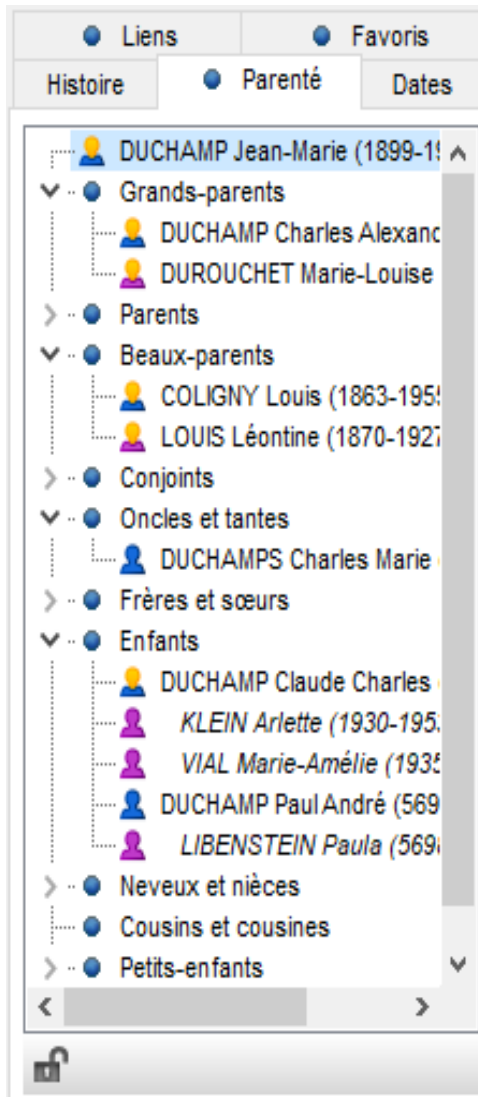 Liens Favoris
Histoire Parenté Dates
DUCHAMP Jean-Marie (1899-19
Grands-parents
DUCHAMP Charles Alexand
DUROUCHET Marie-Louise
Parents
Beaux-parents
COLIGNY Louis (1863-195
LOUIS Léontine (1870-1927
Conjoints
Oncles et tantes
DUCHAMPS Charles Marie
Frères et sœurs
Enfants
DUCHAMP Claude Charles
KLEIN Arlette (1930-195
VIAL Marie-Amélie (1935
DUCHAMP Paul André (569
LIBENSTEIN Paula (569
Neveux et nièces
Cousins et cousines
Petits-enfants